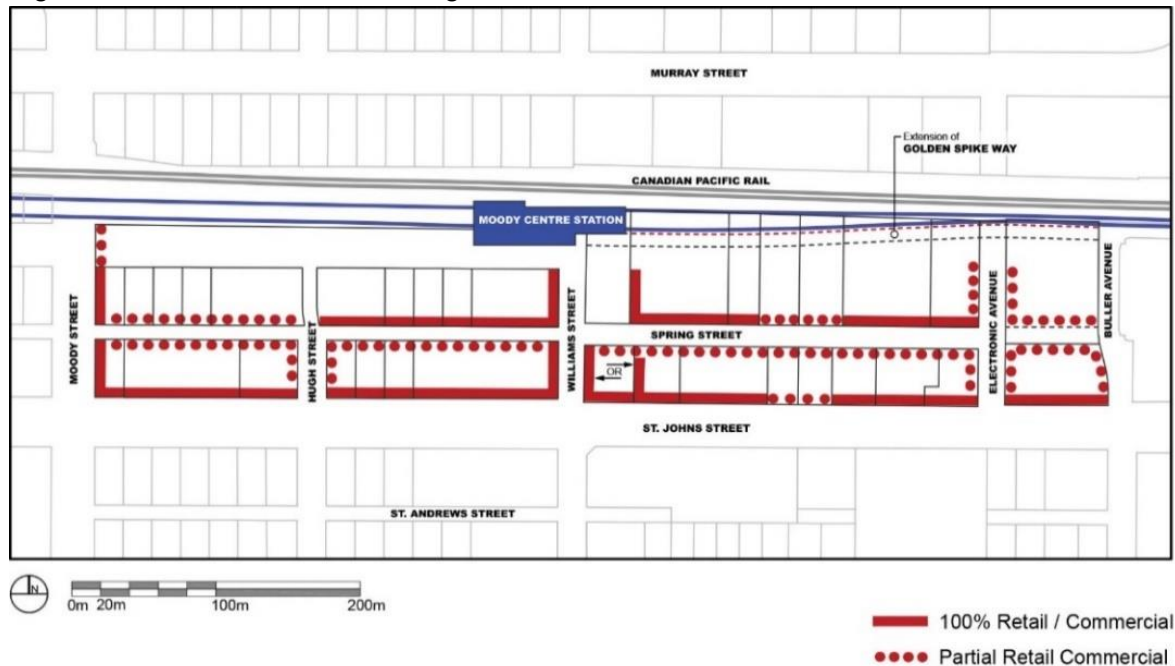 MURRAY STREET
Extension of
GOLDEN SPIKE WAY
CANADIAN PACIFIC RAIL
MOODY CENTRE STATION
MOODY STREET
HUGH STREET
WILLIAMS STREET
SPRING STREET
ELECTRONIC AVENUE
BULLER AVENUE
OR
ST. JOHNS STREET
ST. ANDREWS STREET
N
0m 20m 100m 200m
100% Retail / Commercial
Partial Retail Commercial